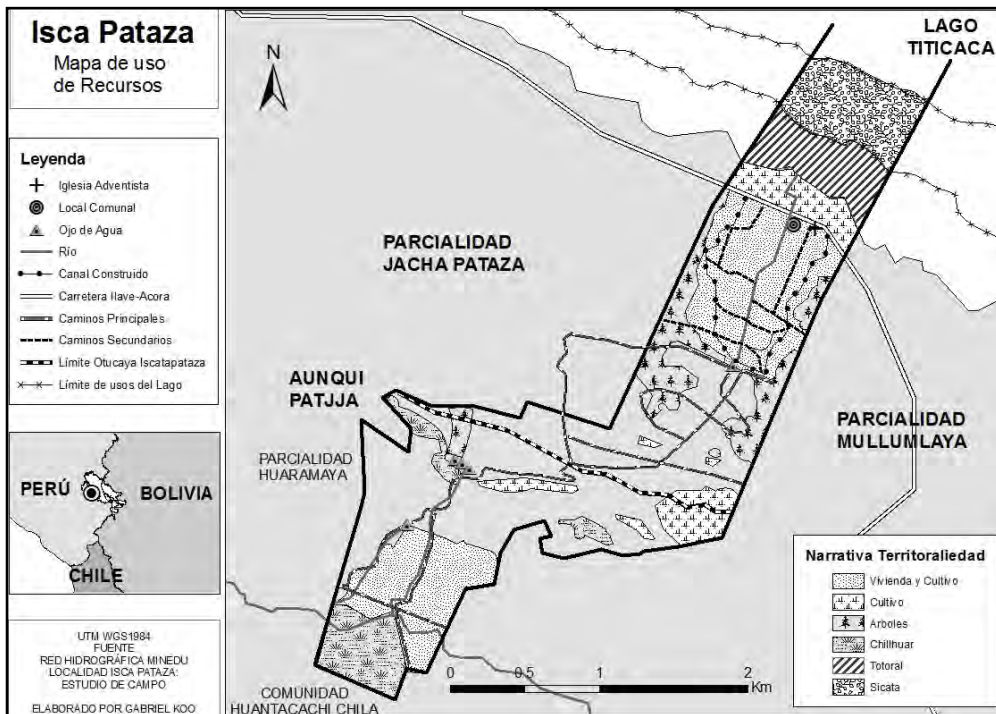 Isca Pataza
Mapa de uso
de Recursos
Leyenda
Iglesia Adventista
Local Comunal
Ojo de Agua
Río
Canal Construido
Carretera Ilave-Acora
Caminos Principales
Caminos Secundarios
Límite Otucaya Iscatapataza
Límite de usos del Lago
PERÚ
BOLIVIA
CHILE
UTM WGS1984
FUENTE
RED HIDROGRÁFICA MINEDU
LOCALIDAD ISCA PATAZA:
ESTUDIO DE CAMPO
ELABORADO POR GABRIEL KOO
N
LAGO
TITICACA
PARCIALIDAD
JACHA PATAZA
AUNQUI
PATJJA
PARCIALIDAD
HUARAMAYA
PARCIALIDAD
MULLUMLAYA
COMUNIDAD
HUANTACACHI CHILA
0 0.5 1 2
Km
Narrativa Territoraliedad
Vivienda y Cultivo
Cultivo
Arboles
Chillhuar
Totoral
Sicata